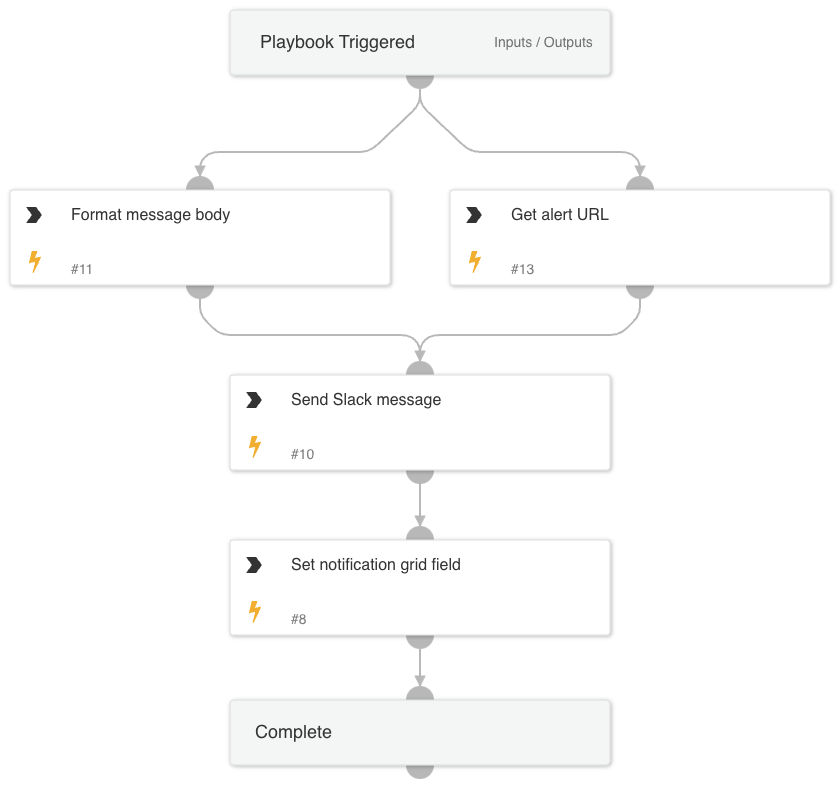 Playbook Triggered
Inputs / Outputs
Format message body
#11
Get alert URL
#13
Send Slack message
#10
Set notification grid field
#8
Complete